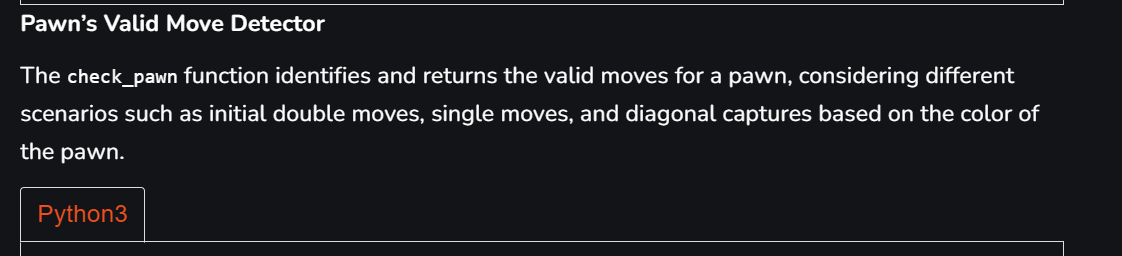 Pawn’s Valid Move Detector
The check_pawn function identifies and returns the valid moves for a pawn, considering different
scenarios such as initial double moves, single moves, and diagonal captures based on the color of
the pawn.
Python3